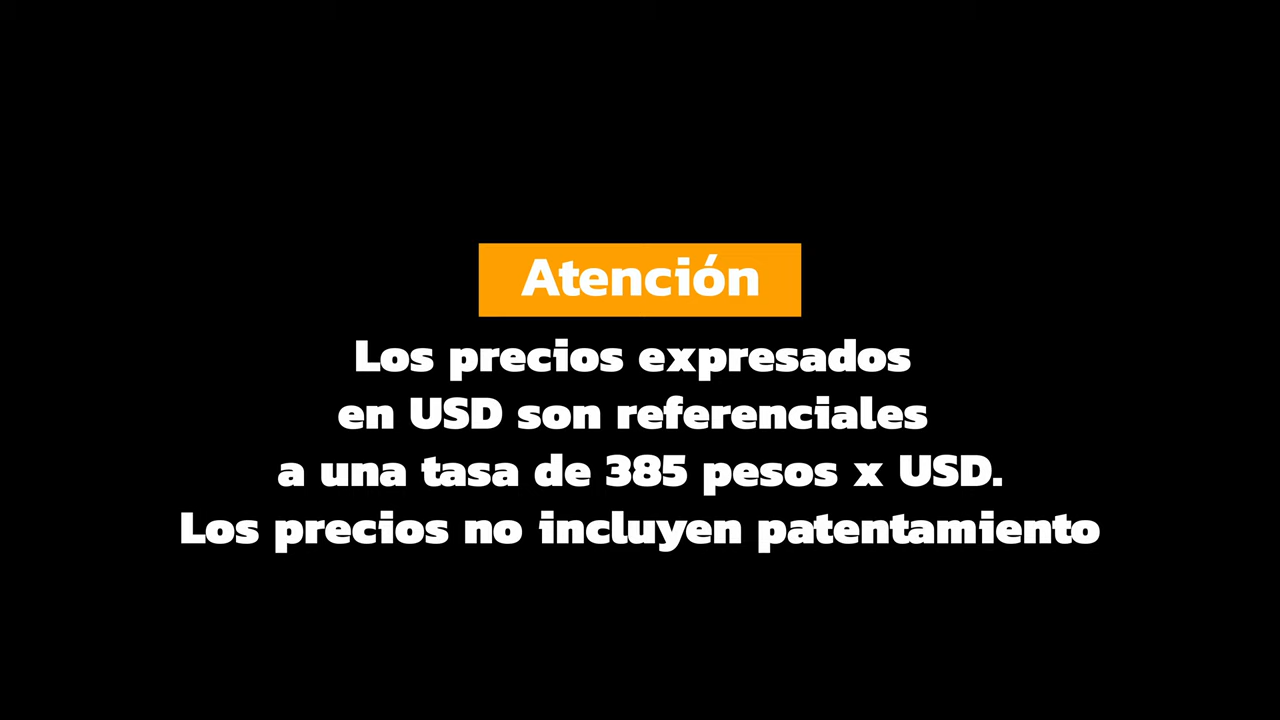 Atención
Los precios expresados
en USD son referenciales
a una tasa de 385 pesos x USD.
Los precios no incluyen patentamiento